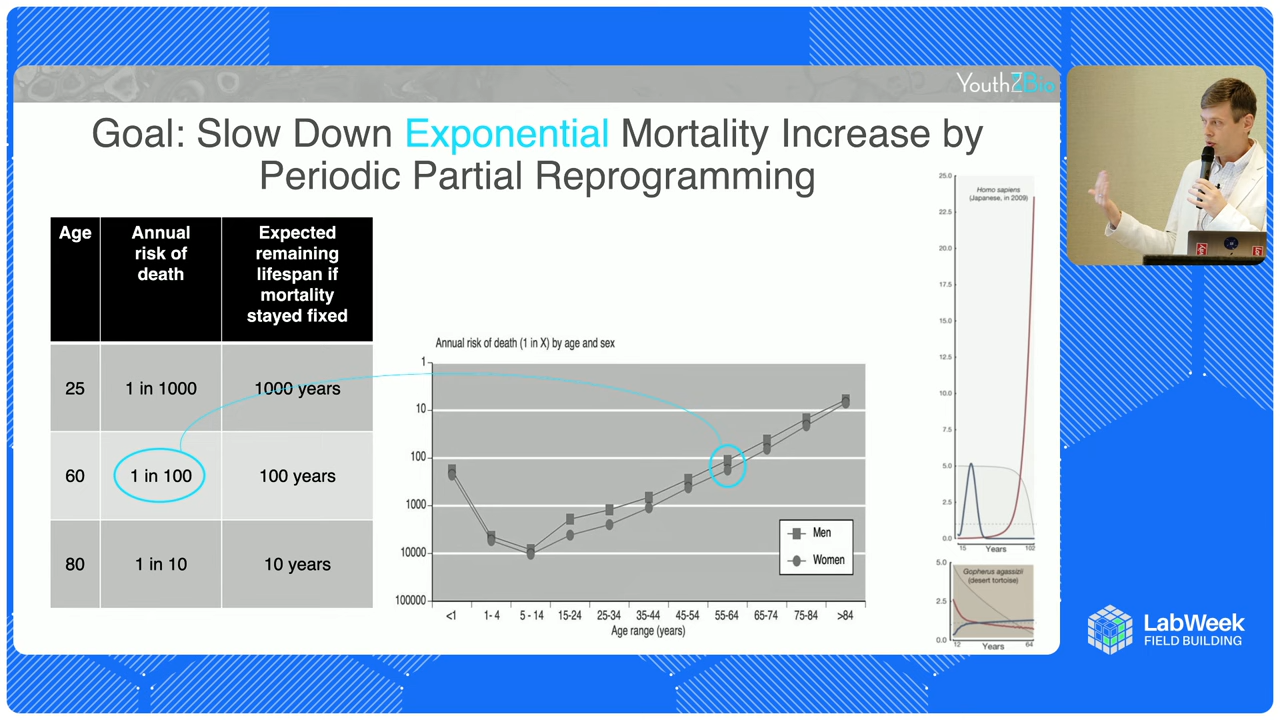 YouthZBio
Goal: Slow Down Exponential Mortality Increase by
Periodic Partial Reprogramming
Age
Annual
risk of
death
Expected
remaining
lifespan if
mortality
stayed fixed
25
1 in 1000
1000 years
60
1 in 100
100 years
80
1 in 10
10 years
Annual risk of death (1 in X) by age and sex
1
10
100
1000
10000
100000
<1
1- 4
5 - 14
15-24
25-34
35-44
45-54
55-64
65-74
75-84
>84
Age range (years)
Men
Women
25.0
22.5
20.0
17.5
15.0
12.5
10.0
7.5
5.0
2.5
0.0
Homo sapiens
(Japanese, in 2009)
15
Years
102
5.0
2.5
0.0
Gopherus agassizii
(desert tortoise)
12
Years
64
LabWeek
FIELD BUILDING